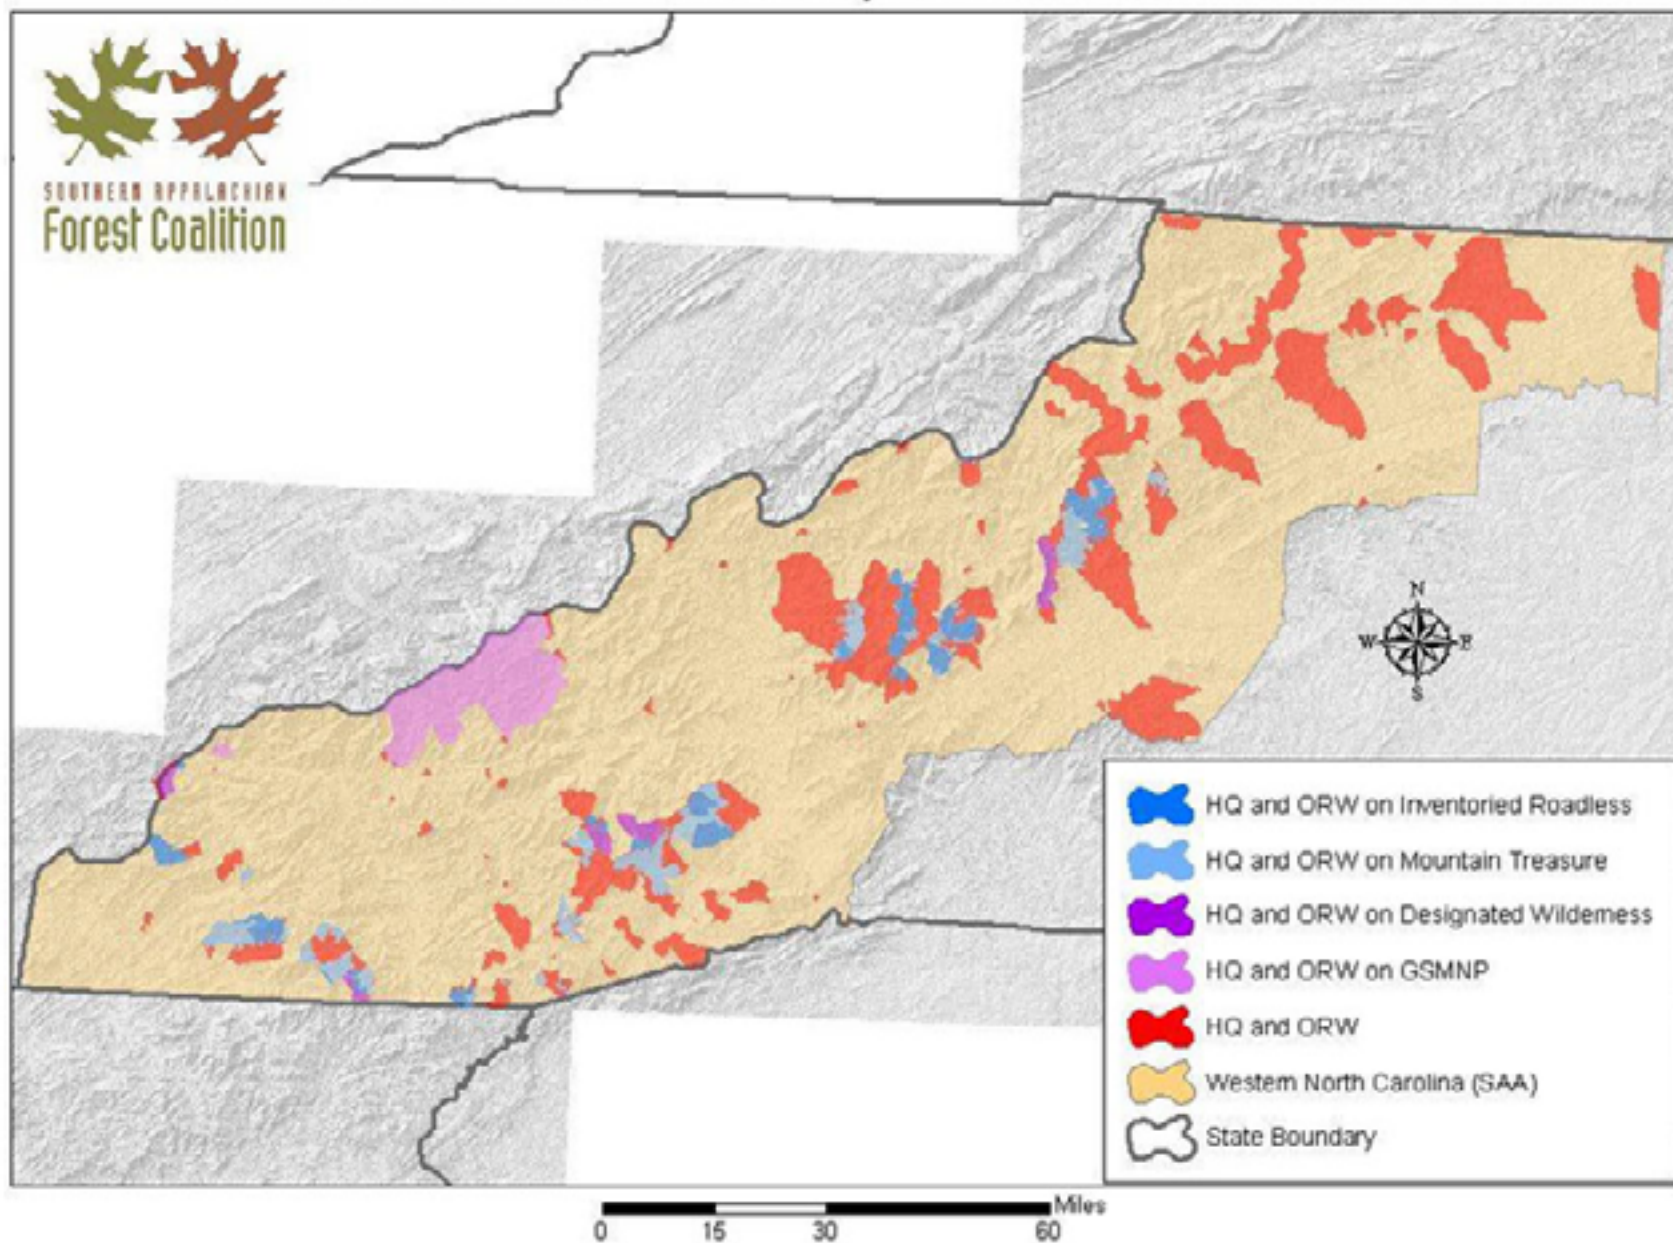 SOUTHERN APPALACHIAN
Forest Coalition
N
W E
S
HQ and ORW on Inventoried Roadless
HQ and ORW on Mountain Treasure
HQ and ORW on Designated Wilderness
HQ and ORW on GSMNP
HQ and ORW
Western North Carolina (SAA)
State Boundary
Miles
0 15 30 60